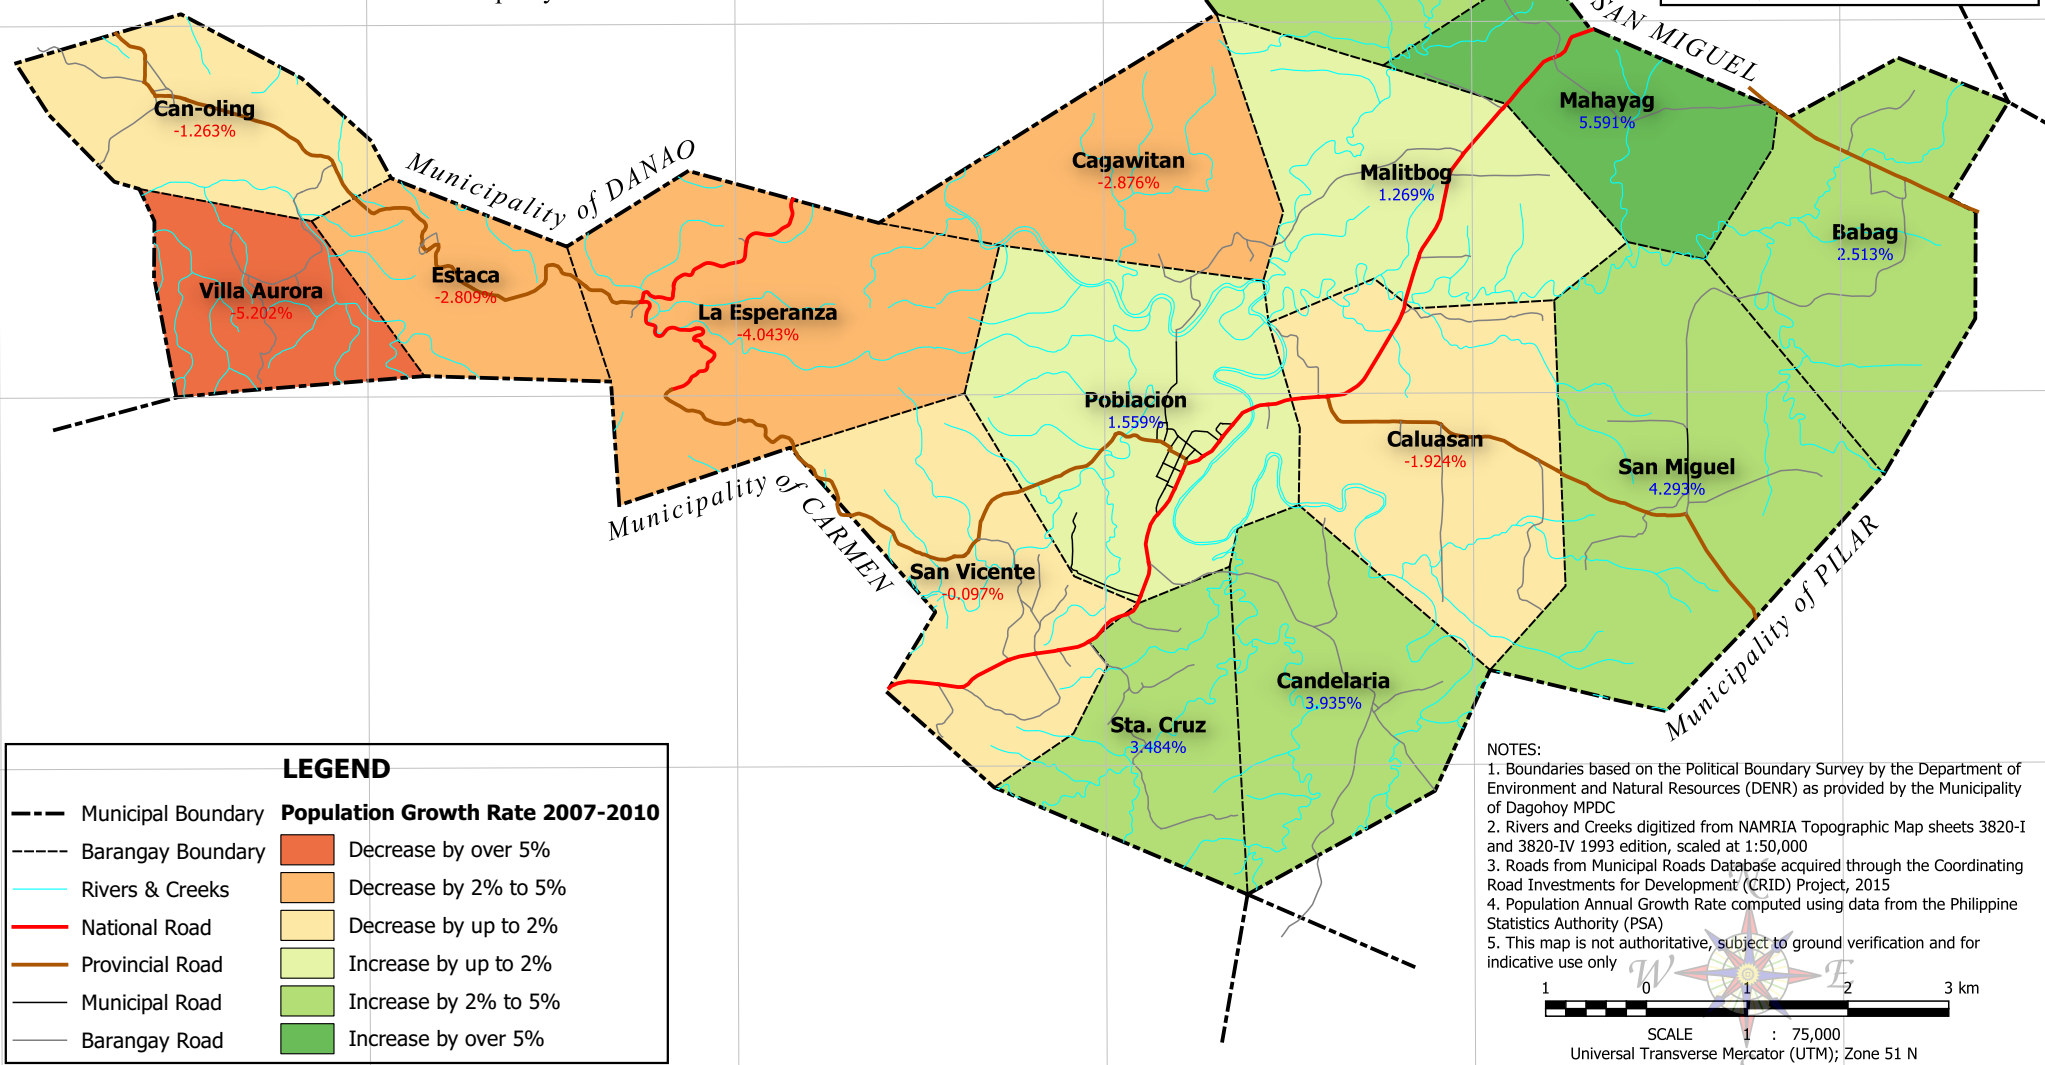 SAN MIGUEL
Can-oling
-1.263%
Municipality of DANAO
Cagawitan
-2.876%
Malitbog
1.269%
Mahayag
5.591%
Babag
2.513%
Villa Aurora
-5.202%
Estaca
-2.809%
La Esperanza
-4.043%
Poblacion
1.559%
Caluasan
-1.924%
San Miguel
4.293%
Municipality of CARMEN
San Vicente
-0.097%
Municipality of PILAR
Candelaria
3.935%
Sta. Cruz
3.484%
LEGEND
Municipal Boundary
Barangay Boundary
Rivers & Creeks
National Road
Provincial Road
Municipal Road
Barangay Road
Population Growth Rate 2007-2010
Decrease by over 5%
Decrease by 2% to 5%
Decrease by up to 2%
Increase by up to 2%
Increase by 2% to 5%
Increase by over 5%
NOTES:
1. Boundaries based on the Political Boundary Survey by the Department of
Environment and Natural Resources (DENR) as provided by the Municipality
of Dagohoy MPDC
2. Rivers and Creeks digitized from NAMRIA Topographic Map sheets 3820-I
and 3820-IV 1993 edition, scaled at 1:50,000
3. Roads from Municipal Roads Database acquired through the Coordinating
Road Investments for Development (CRID) Project, 2015
4. Population Annual Growth Rate computed using data from the Philippine
Statistics Authority (PSA)
5. This map is not authoritative, subject to ground verification and for
indicative use only
N
W
E
1 0 1 2 3 km
SCALE 1 : 75,000
Universal Transverse Mercator (UTM); Zone 51 N